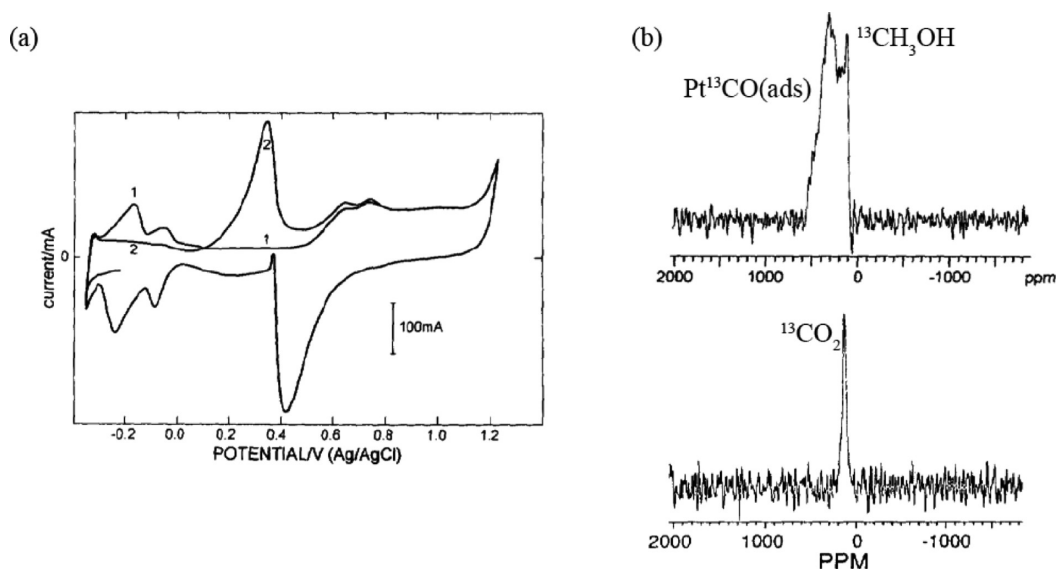 (a)
1
2
2
1
0
current/mA
100mA
-0.2 0.0 0.2 0.4 0.6 0.8 1.0 1.2
POTENTIAL/V (Ag/AgCl)
(b)
¹³CH₃OH
Pt¹³CO(ads)
2000 1000 0 -1000 ppm
¹³CO₂
2000 1000 0 -1000
PPM